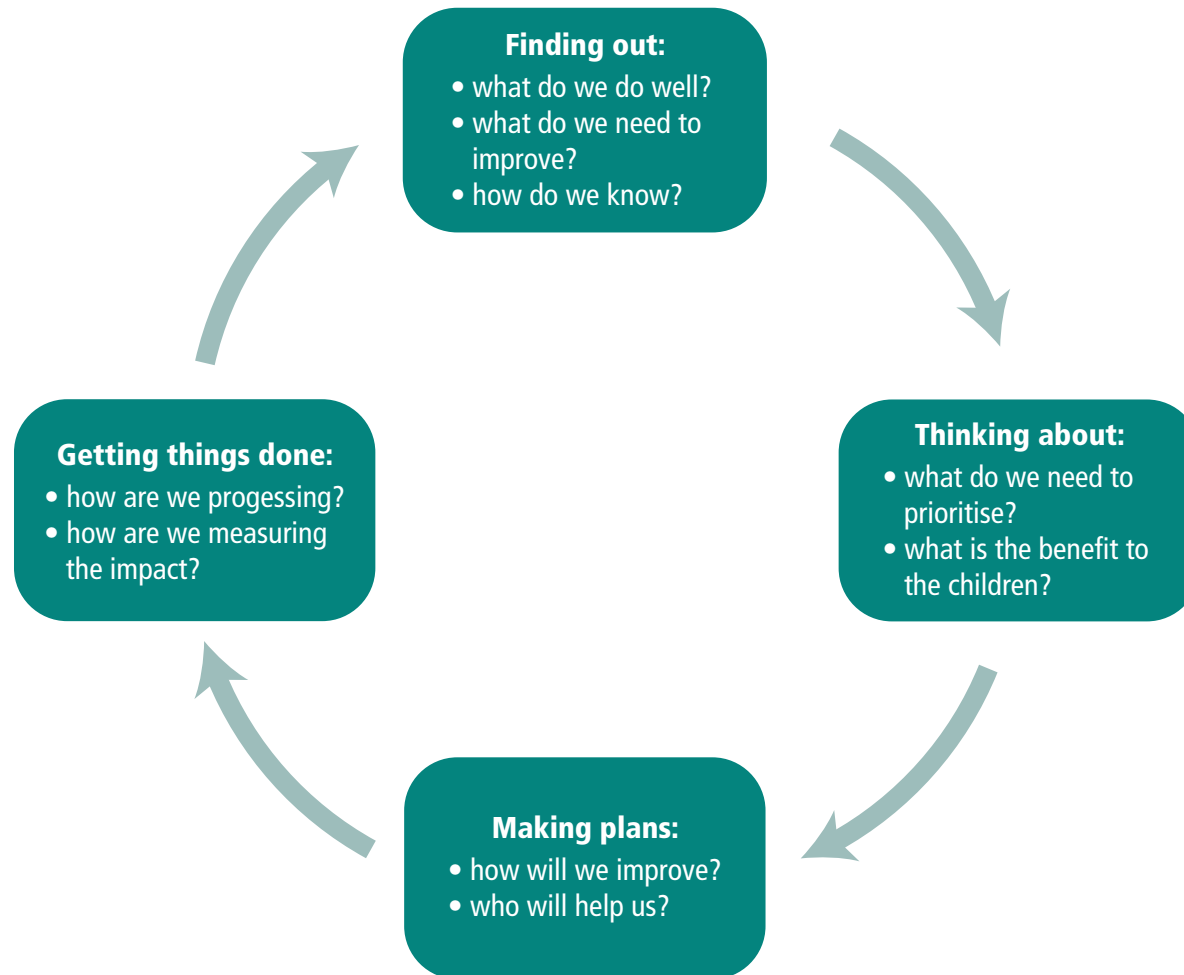 Finding out:
• what do we do well?
• what do we need to
improve?
• how do we know?
Thinking about:
• what do we need to
prioritise?
• what is the benefit to
the children?
Making plans:
• how will we improve?
• who will help us?
Getting things done:
• how are we progessing?
• how are we measuring
the impact?